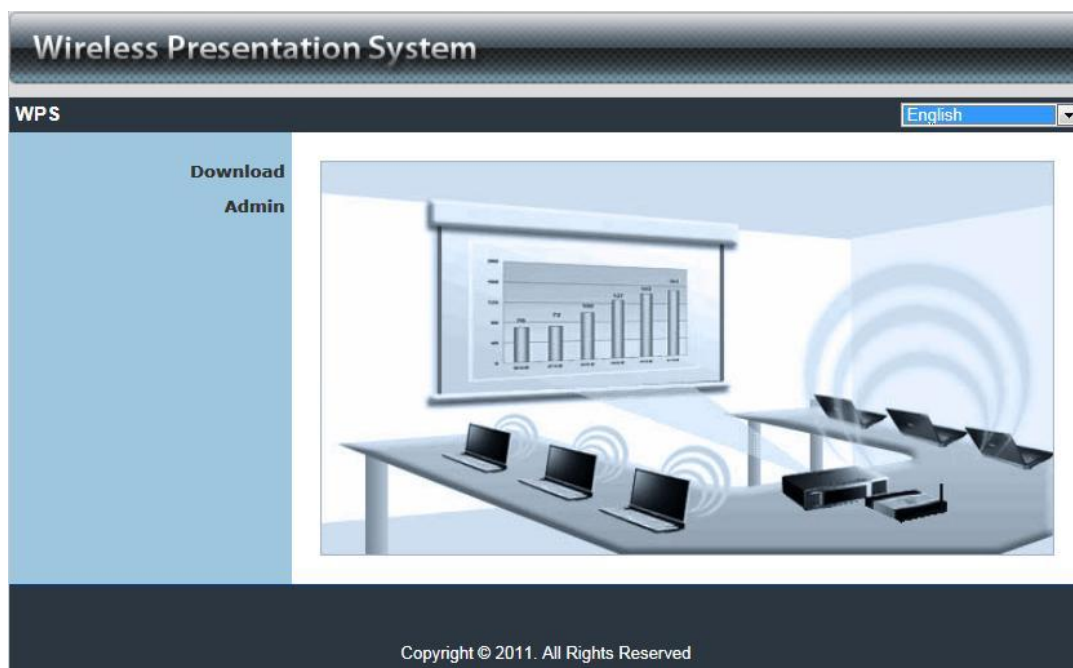 Wireless Presentation System
WPS
English
Download
Admin
Copyright © 2011. All Rights Reserved